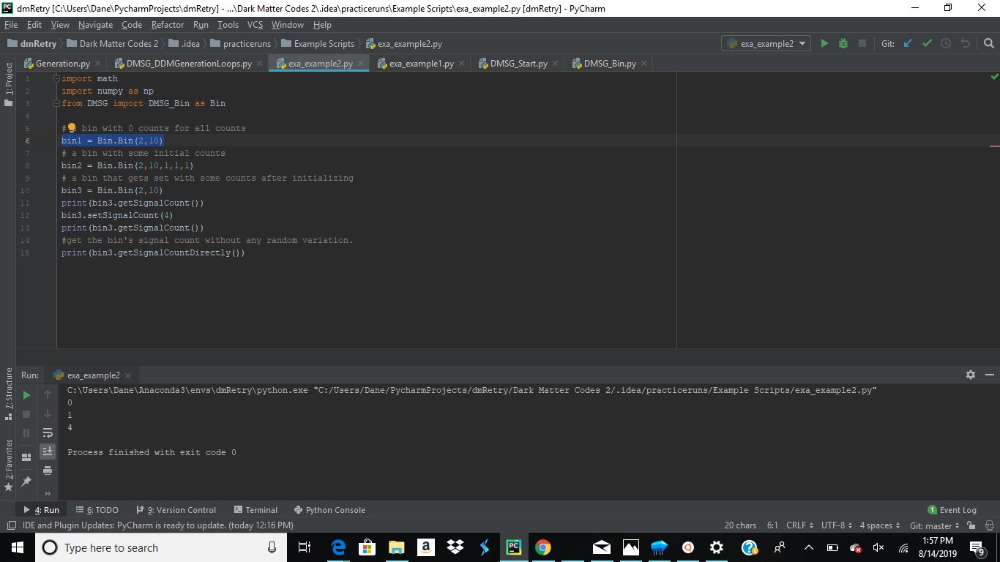 dmRetry [C:\Users\Dane\PycharmProjects\dmRetry] - ...\Dark Matter Codes 2\.idea\practiceruns\Example Scripts\exa_example2.py [dmRetry] - PyCharm
File Edit View Navigate Code Refactor Run Tools VCS Window Help
dmRetry Dark Matter Codes 2 .idea practiceruns Example Scripts exa_example2.py exa_example2 Git:
Generation.py DMSG_DDMGenerationLoops.py exa_example2.py exa_example1.py DMSG_Start.py DMSG_Bin.py
1: Project
1 import math
2 import numpy as np
3 from DMSG import DMSG_Bin as Bin
4
5 # bin with 0 counts for all counts
6 bin1 = Bin.Bin(2,10)
7 # a bin with some initial counts
8 bin2 = Bin.Bin(2,10,1,1,1)
9 # a bin that gets set with some counts after initializing
10 bin3 = Bin.Bin(2,10)
11 print(bin3.getSignalCount())
12 bin3.setSignalCount(4)
13 print(bin3.getSignalCount())
14 #get the bin's signal count without any random variation.
15 print(bin3.getSignalCountDirectly())
7: Structure
2: Favorites
Run: exa_example2
C:\Users\Dane\Anaconda3\envs\dmRetry\python.exe "C:/Users/Dane/PycharmProjects/dmRetry/Dark Matter Codes 2/.idea/practiceruns/Example Scripts/exa_example2.py"
0
1
4
Process finished with exit code 0
4: Run 6: TODO 9: Version Control Terminal Python Console 1 Event Log
IDE and Plugin Updates: PyCharm is ready to update. (today 12:16 PM) 20 chars 6:1 CRLF UTF-8 4 spaces Git: master
Type here to search
1:57 PM
8/14/2019
9